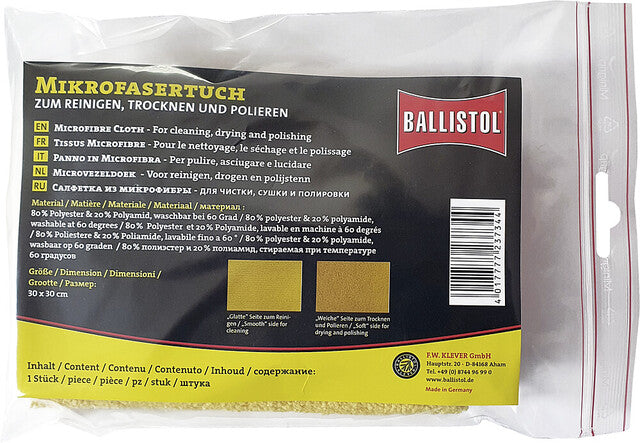 MIKROFASERTUCH
ZUM REINIGEN, TROCKNEN UND POLIEREN
BALLISTOL®
EN MICROFIBRE CLOTH - For cleaning, drying and polishing
FR TISSUS MICROFIBRE - Pour le nettoyage, le séchage et le polissage
IT PANNO IN MICROFIBRA - Per pulire, asciugare e lucidare
NL MICROVEZELDOEK - Voor reinigen, drogen en polijsten
RU САЛФЕТКА ИЗ МИКРОФИБРЫ - для чистки, сушки и полировки
Material / Matière / Materiale / Materiaal / материал :
80% Polyester & 20% Polyamid, waschbar bei 60 Grad / 80% polyester & 20% polyamide,
washable at 60 degrees / 80% Polyester et 20% Polyamide, lavable en machine à 60 degrés
/ 80% Poliestere & 20% Poliamide, lavabile fino a 60° / 80% polyester & 20% polyamide,
wasbaar op 60 graden / 80% полиэстер и 20% полиамид, стираемая при температуре
60 градусов
Größe / Dimension / Dimensioni /
Grootte / Размер:
30 x 30 cm
„Glatte" Seite zum Reini-
gen / „Smooth" side for
cleaning
„Weiche" Seite zum Trocknen
und Polieren / „Soft" side for
drying and polishing
4 017777 237344
Inhalt / Content / Contenu / Contenuto / Inhoud / содержание:
1 Stück / piece / pièce / pz / stuk / штука
F.W. KLEVER GmbH
Hauptstr. 20 - D-84168 Aham
Tel. +49 (0) 8744 96 99 0
www.ballistol.de
Made in Germany